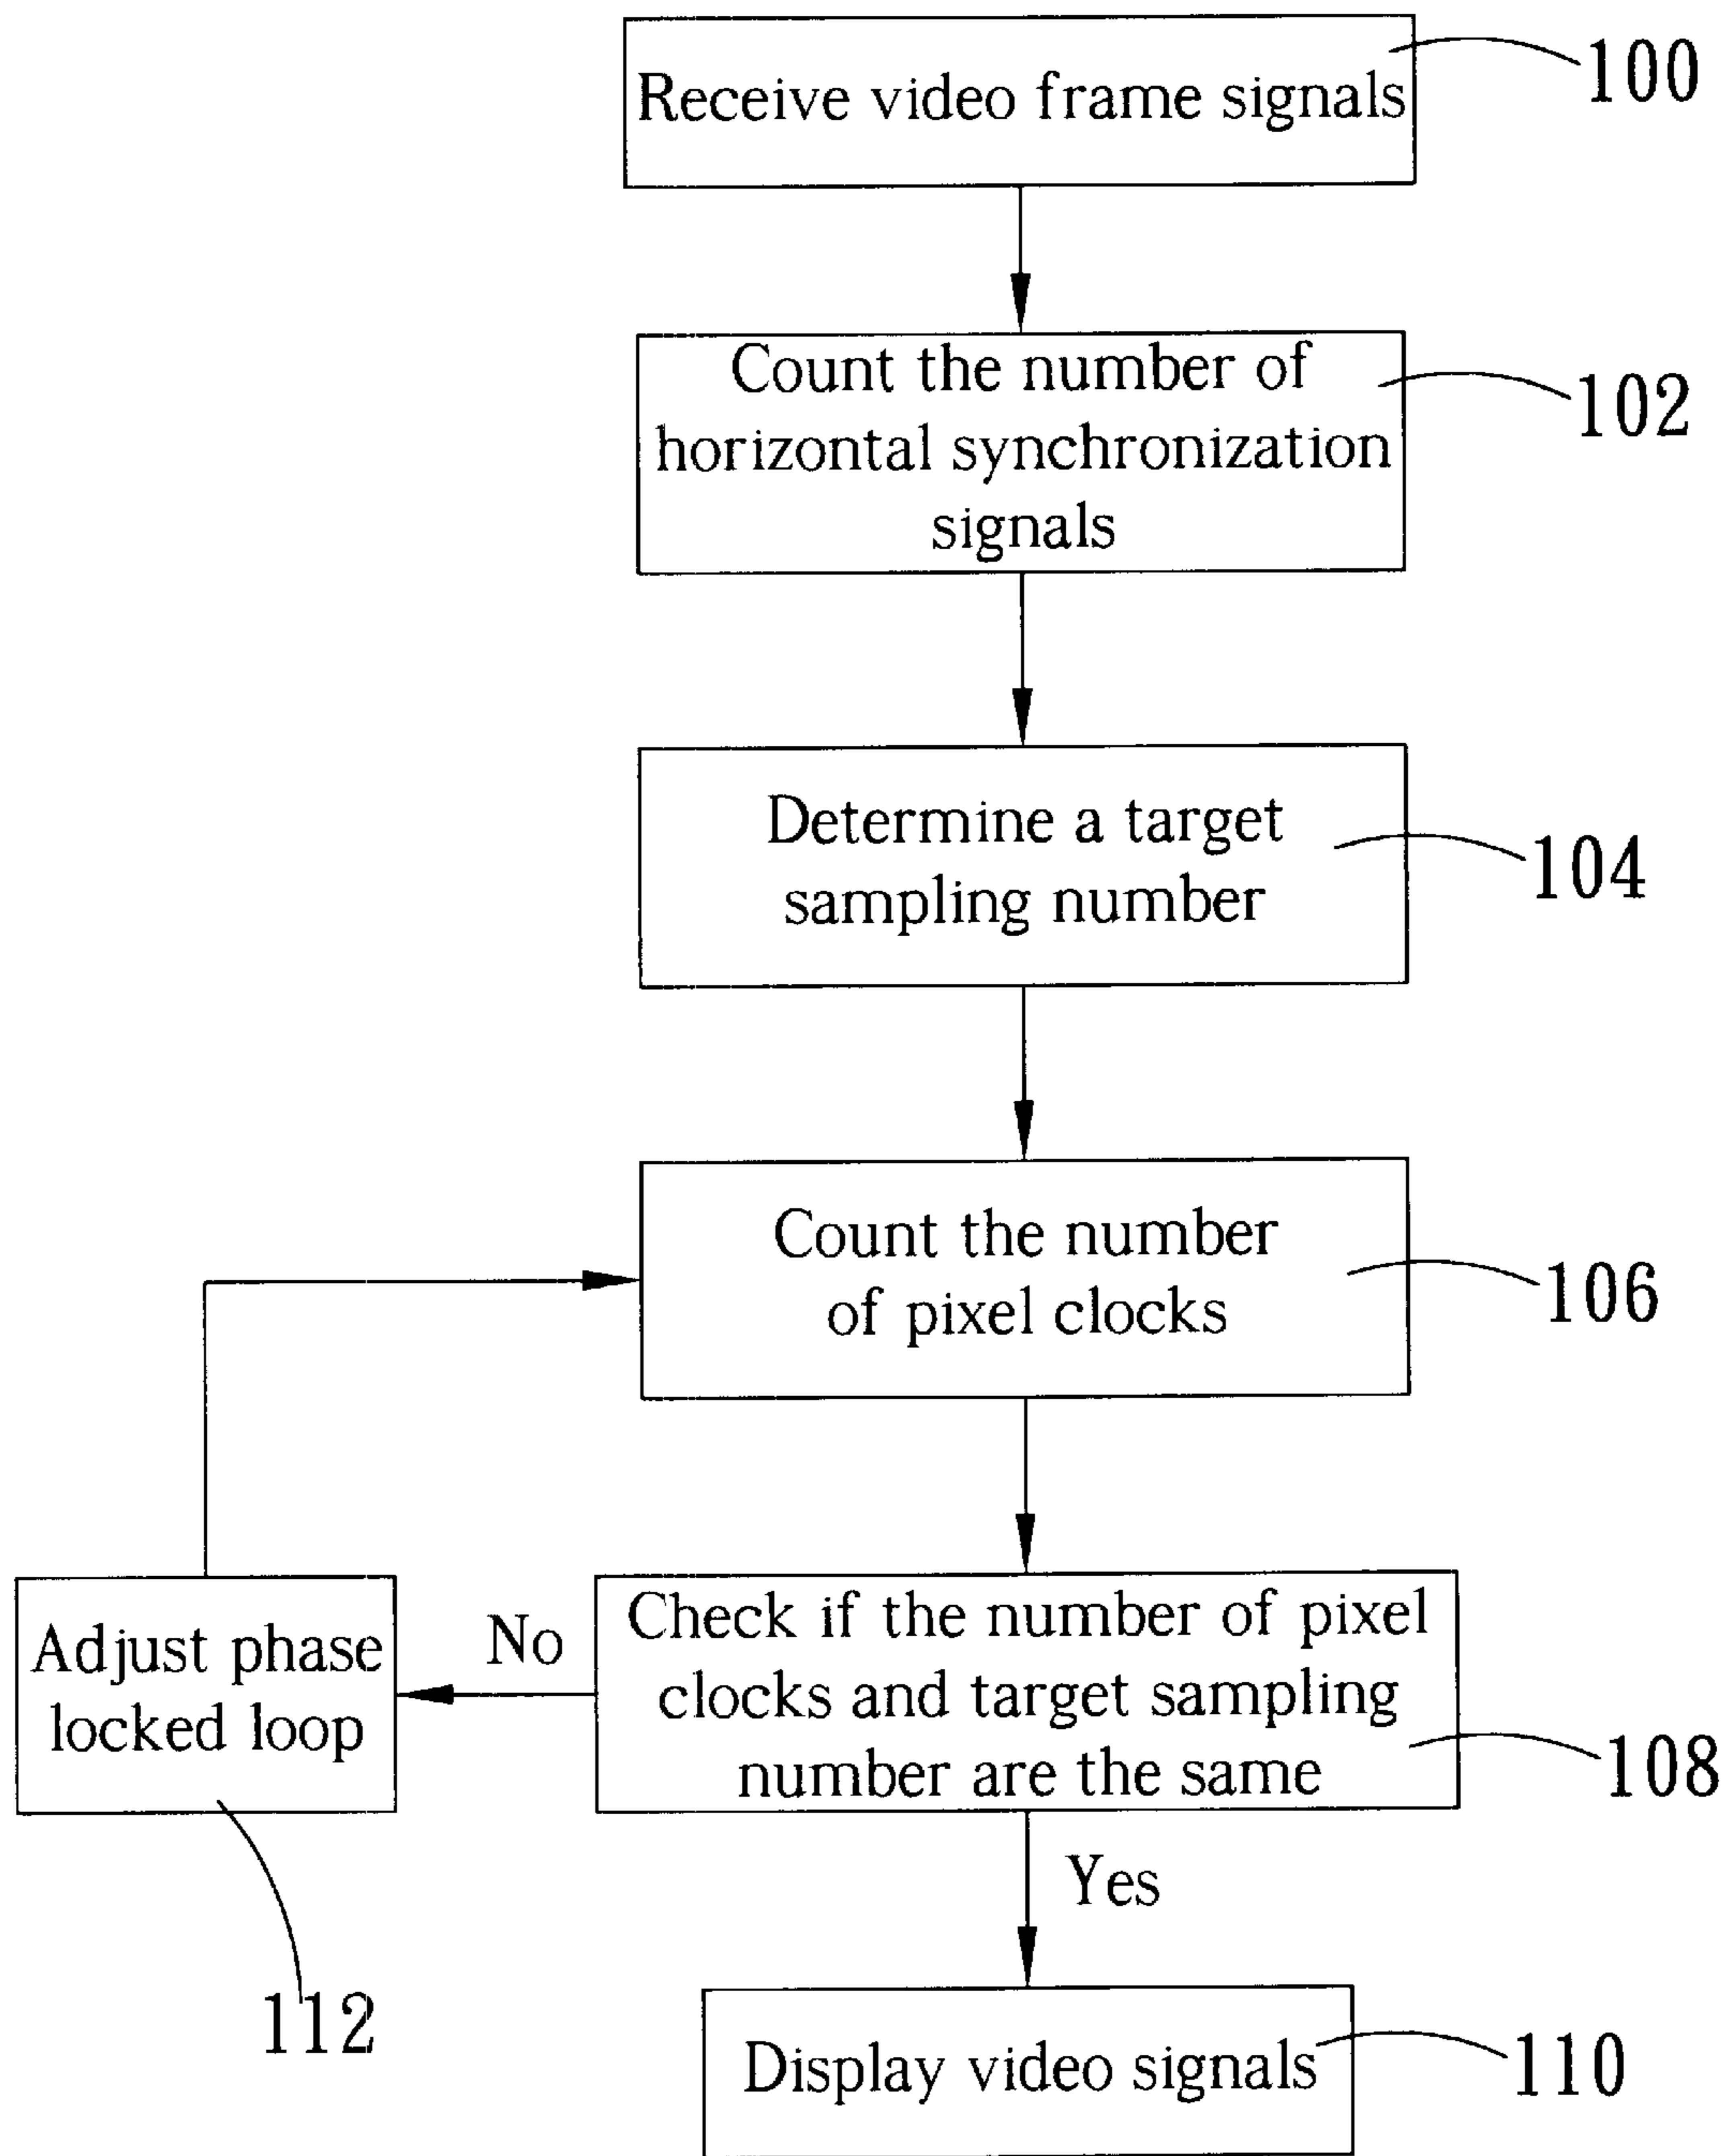 Receive video frame signals
100
Count the number of
horizontal synchronization
signals
102
Determine a target
sampling number
104
Count the number
of pixel clocks
106
Check if the number of pixel
clocks and target sampling
number are the same
108
No
Adjust phase
locked loop
112
Yes
Display video signals
110